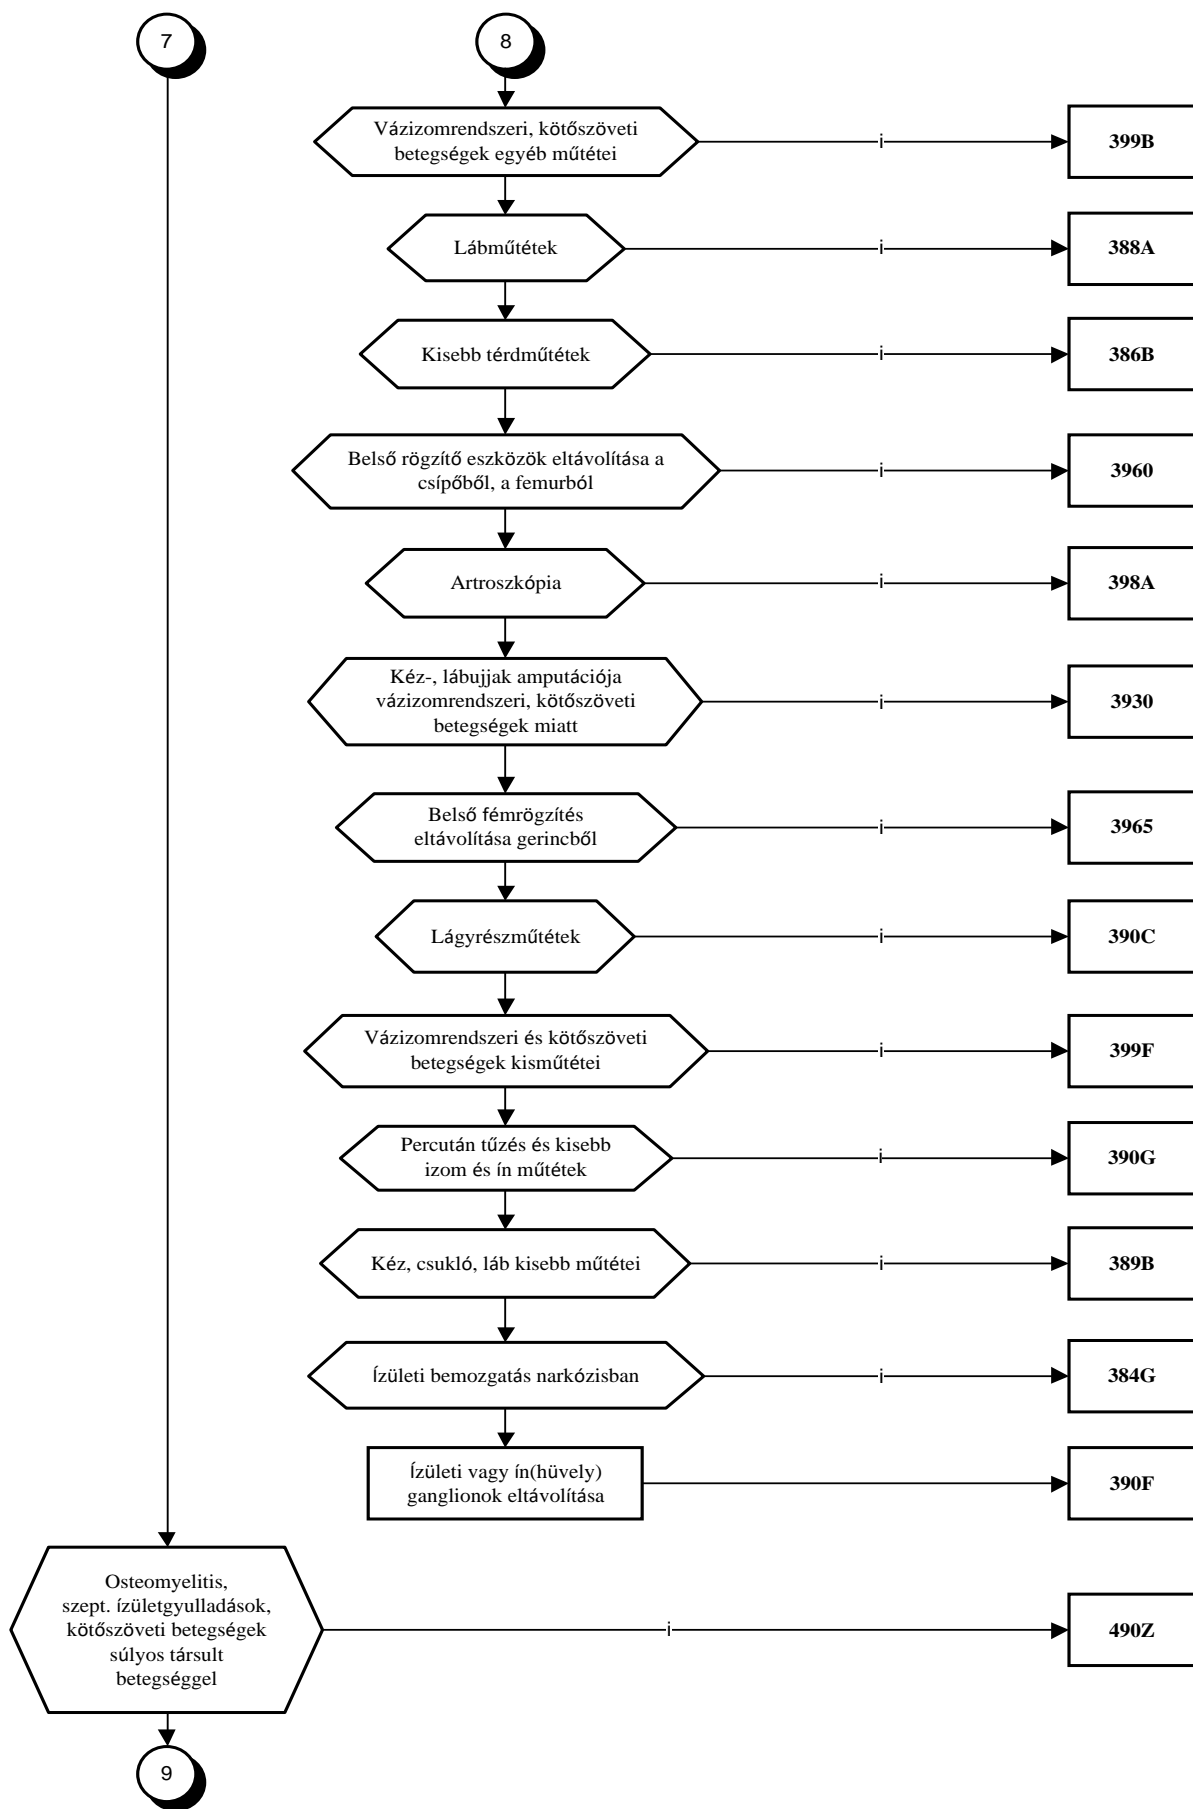 7
8
Vázizomrendszeri, kötőszöveti
betegségek egyéb műtétei
i
399B
Lábműtétek
i
388A
Kisebb térdműtétek
i
386B
Belső rögzítő eszközök eltávolítása a
csípőből, a femurból
i
3960
Artroszkópia
i
398A
Kéz-, lábujjak amputációja
vázizomrendszeri, kötőszöveti
betegségek miatt
i
3930
Belső fémrögzítés
eltávolítása gerincből
i
3965
Lágyrészműtétek
i
390C
Vázizomrendszeri és kötőszöveti
betegségek kisműtétei
i
399F
Percután tűzés és kisebb
izom és ín műtétek
i
390G
Kéz, csukló, láb kisebb műtétei
i
389B
Ízületi bemozgatás narkózisban
i
384G
Ízületi vagy ín(hüvely)
ganglionok eltávolítása
390F
Osteomyelitis,
szept. ízületgyulladások,
kötőszöveti betegségek
súlyos társult
betegséggel
i
490Z
9